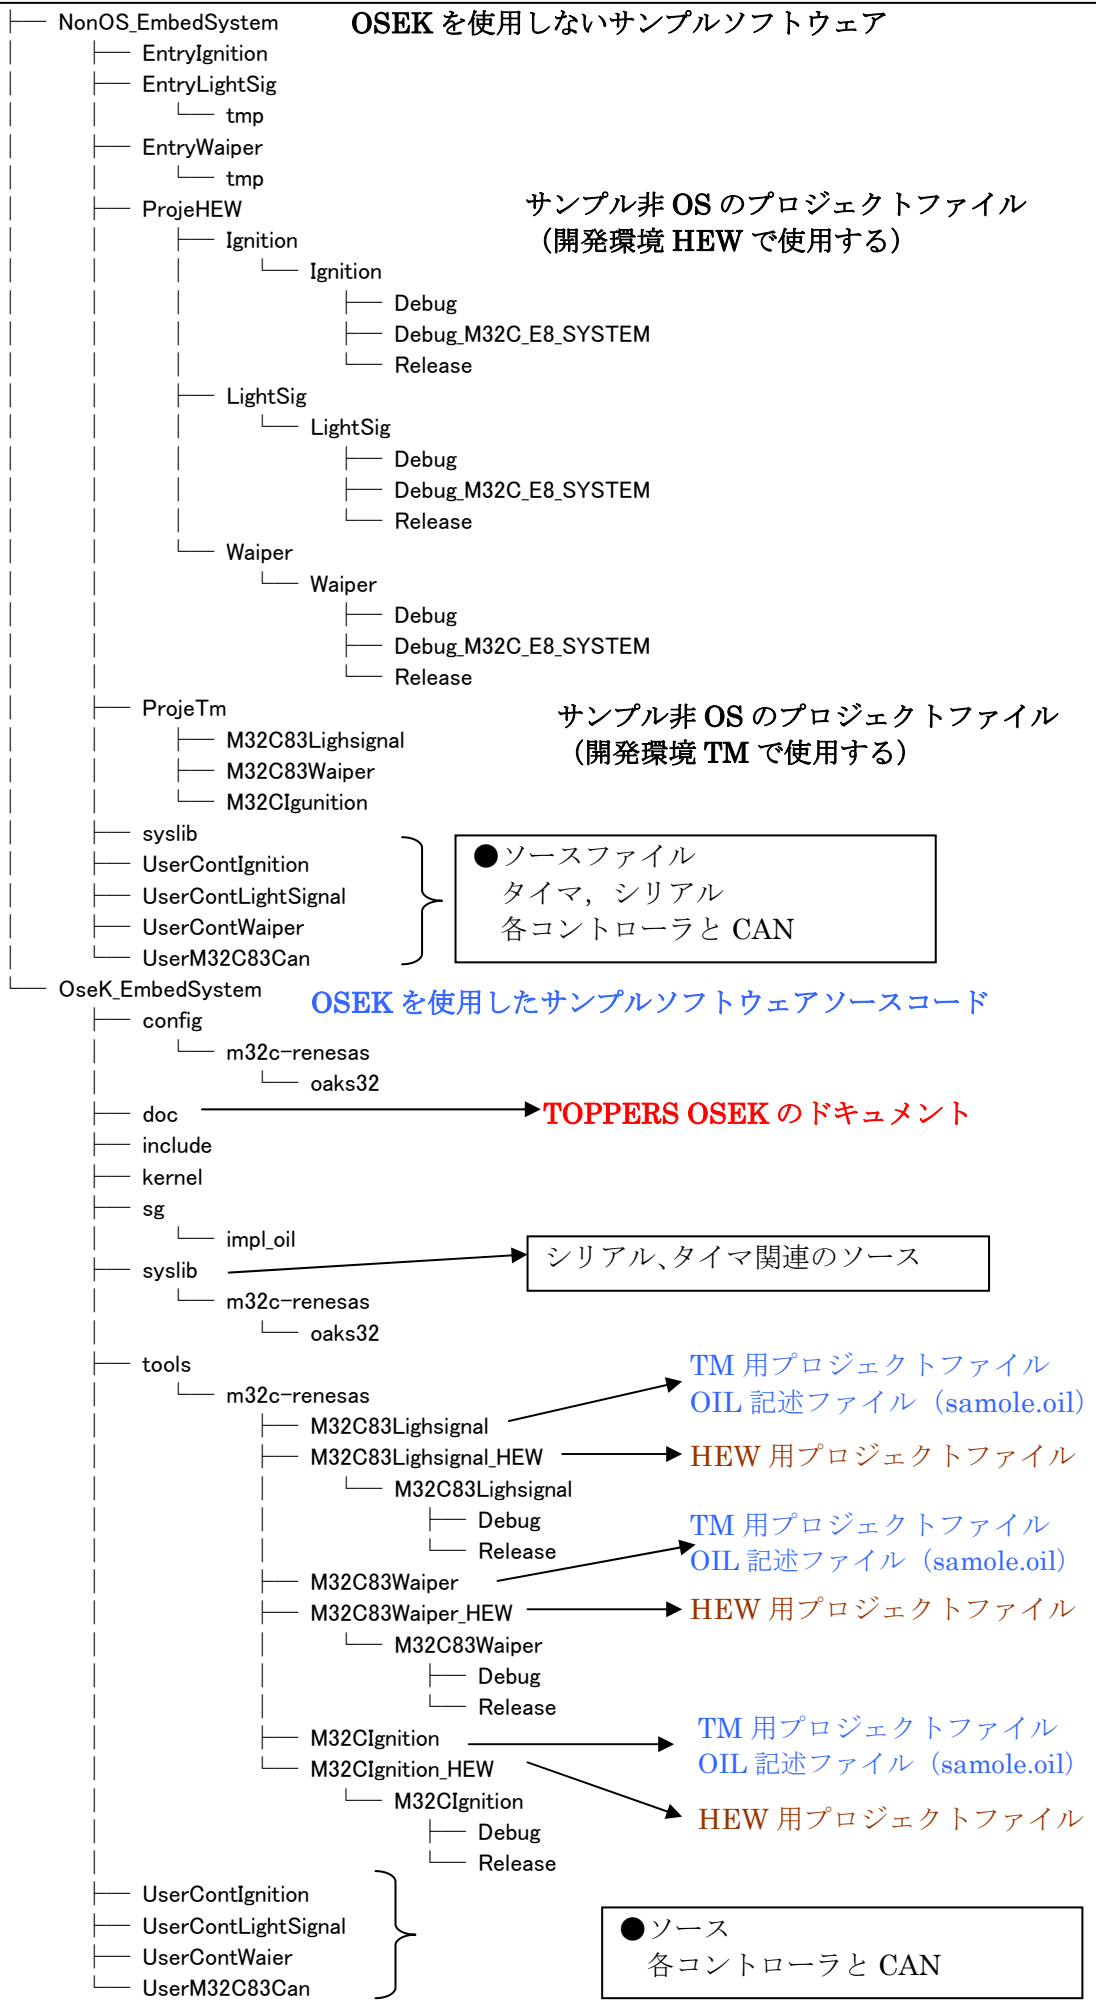 NonOS_EmbedSystem OSEK を使用しないサンプルソフトウェア
EntryIgnition
EntryLightSig
tmp
EntryWaiper
tmp
ProjeHEW サンプル非 OS のプロジェクトファイル
（開発環境 HEW で使用する）
Ignition
Ignition
Debug
Debug_M32C_E8_SYSTEM
Release
LightSig
LightSig
Debug
Debug_M32C_E8_SYSTEM
Release
Waiper
Waiper
Debug
Debug_M32C_E8_SYSTEM
Release
ProjeTm サンプル非 OS のプロジェクトファイル
（開発環境 TM で使用する）
M32C83Lighsignal
M32C83Waiper
M32CIgunition
syslib
UserContIgnition
UserContLightSignal
UserContWaiper
UserM32C83Can
●ソースファイル
タイマ，シリアル
各コントローラと CAN
OseK_EmbedSystem OSEK を使用したサンプルソフトウェアソースコード
config
m32c-renesas
oaks32
doc TOPPERS OSEK のドキュメント
include
kernel
sg
impl_oil
syslib シリアル、タイマ関連のソース
m32c-renesas
oaks32
tools
m32c-renesas
M32C83Lighsignal TM 用プロジェクトファイル
OIL 記述ファイル（samole.oil）
M32C83Lighsignal_HEW HEW 用プロジェクトファイル
M32C83Lighsignal
Debug
Release
M32C83Waiper TM 用プロジェクトファイル
OIL 記述ファイル（samole.oil）
M32C83Waiper_HEW HEW 用プロジェクトファイル
M32C83Waiper
Debug
Release
M32CIgnition TM 用プロジェクトファイル
OIL 記述ファイル（samole.oil）
M32CIgnition_HEW HEW 用プロジェクトファイル
M32CIgnition
Debug
Release
UserContIgnition
UserContLightSignal
UserContWaier
UserM32C83Can
●ソース
各コントローラと CAN